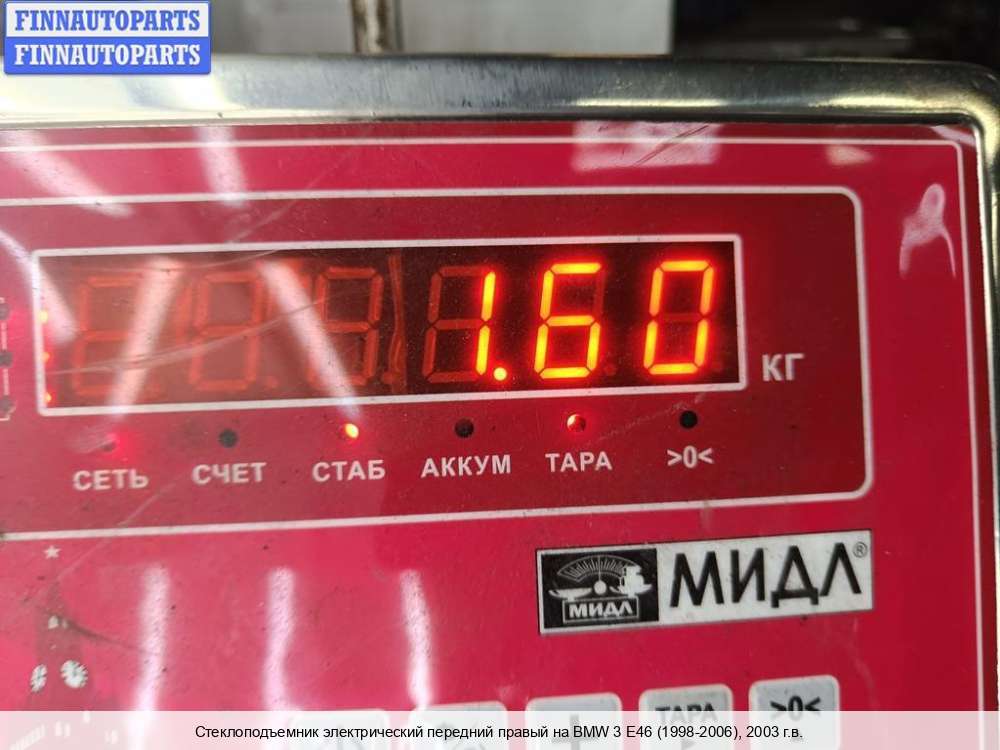 FINNAUTOPARTS
FINNAUTOPARTS
1.60
КГ
СЕТЬ СЧЕТ СТАБ АККУМ ТАРА >0<
МИДЛ МИДЛ®
+ ТАРА >0<
Стеклоподъемник электрический передний правый на BMW 3 E46 (1998-2006), 2003 г.в.